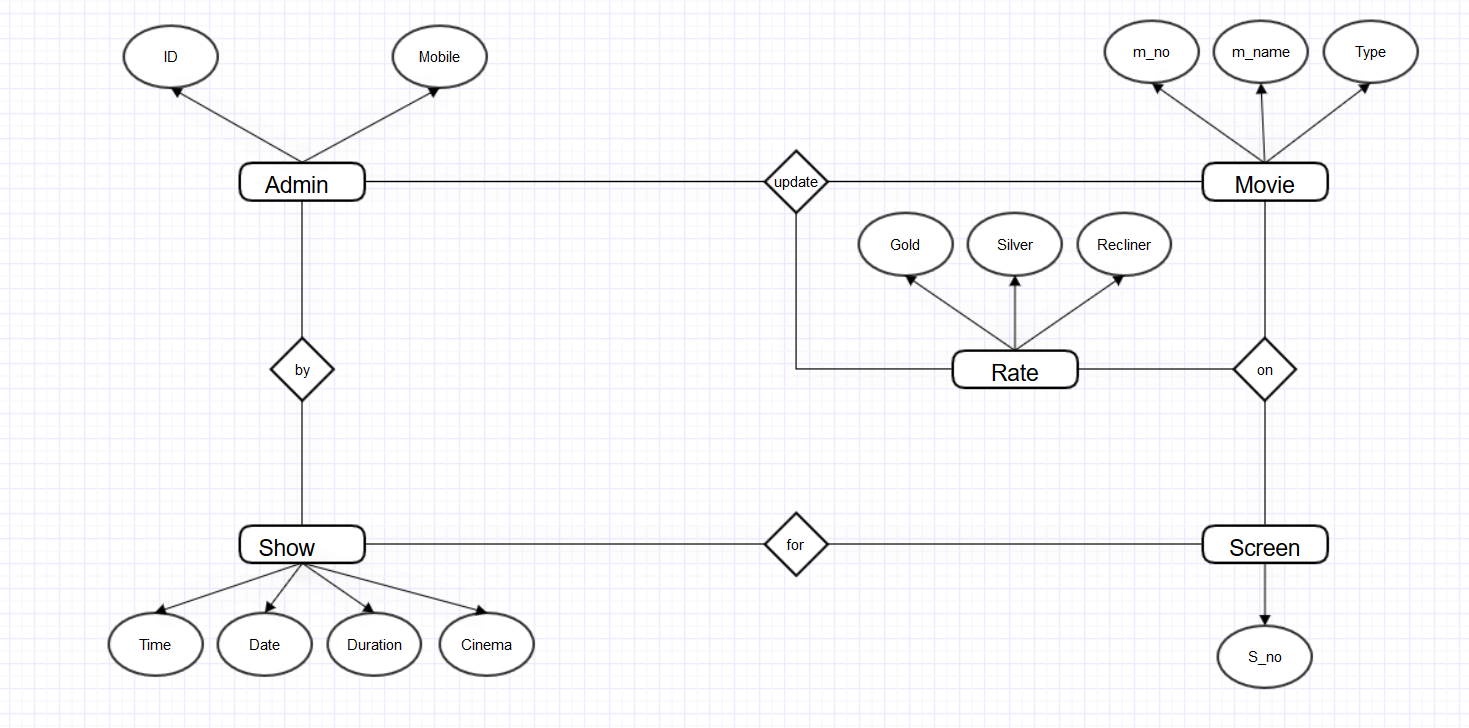 ID
Mobile
m_no
m_name
Type
Admin
update
Movie
Gold
Silver
Recliner
by
Rate
on
Show
for
Screen
Time
Date
Duration
Cinema
S_no